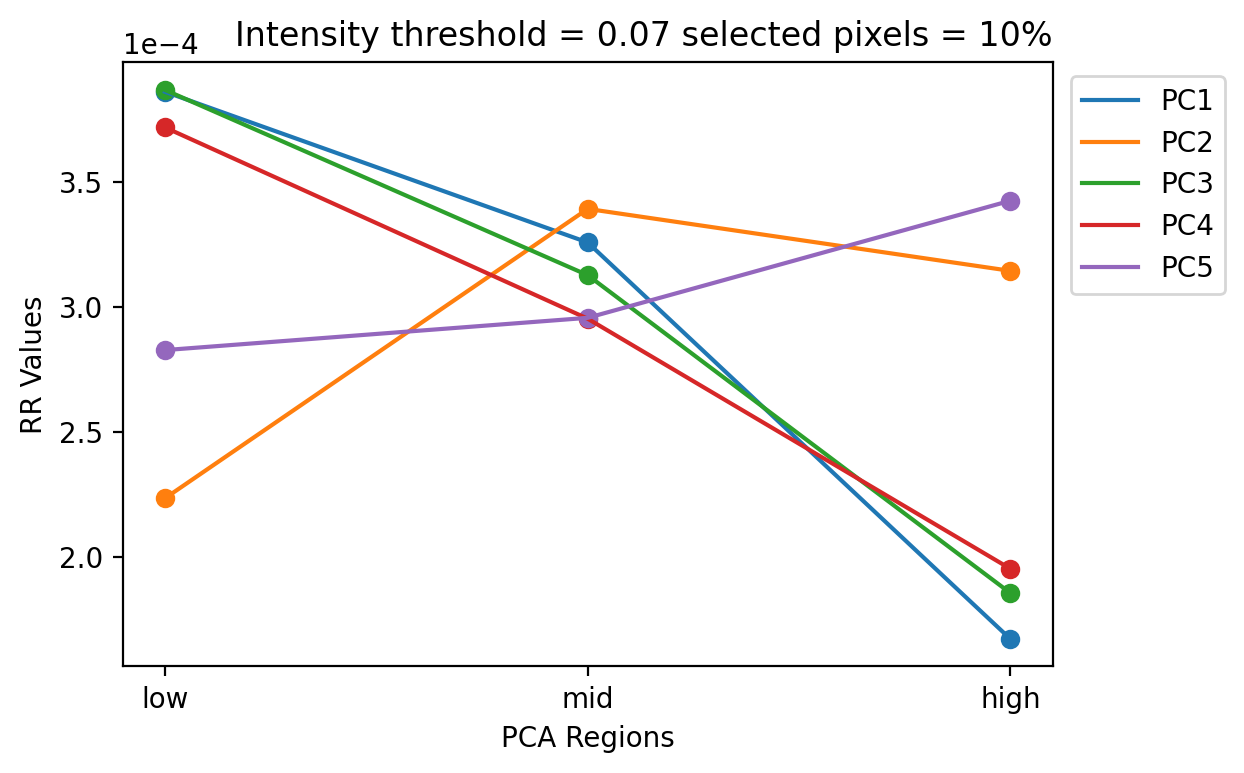 Intensity threshold = 0.07 selected pixels = 10%
1e−4
3.5
3.0
2.5
2.0
RR Values
low
mid
high
PCA Regions
PC1
PC2
PC3
PC4
PC5